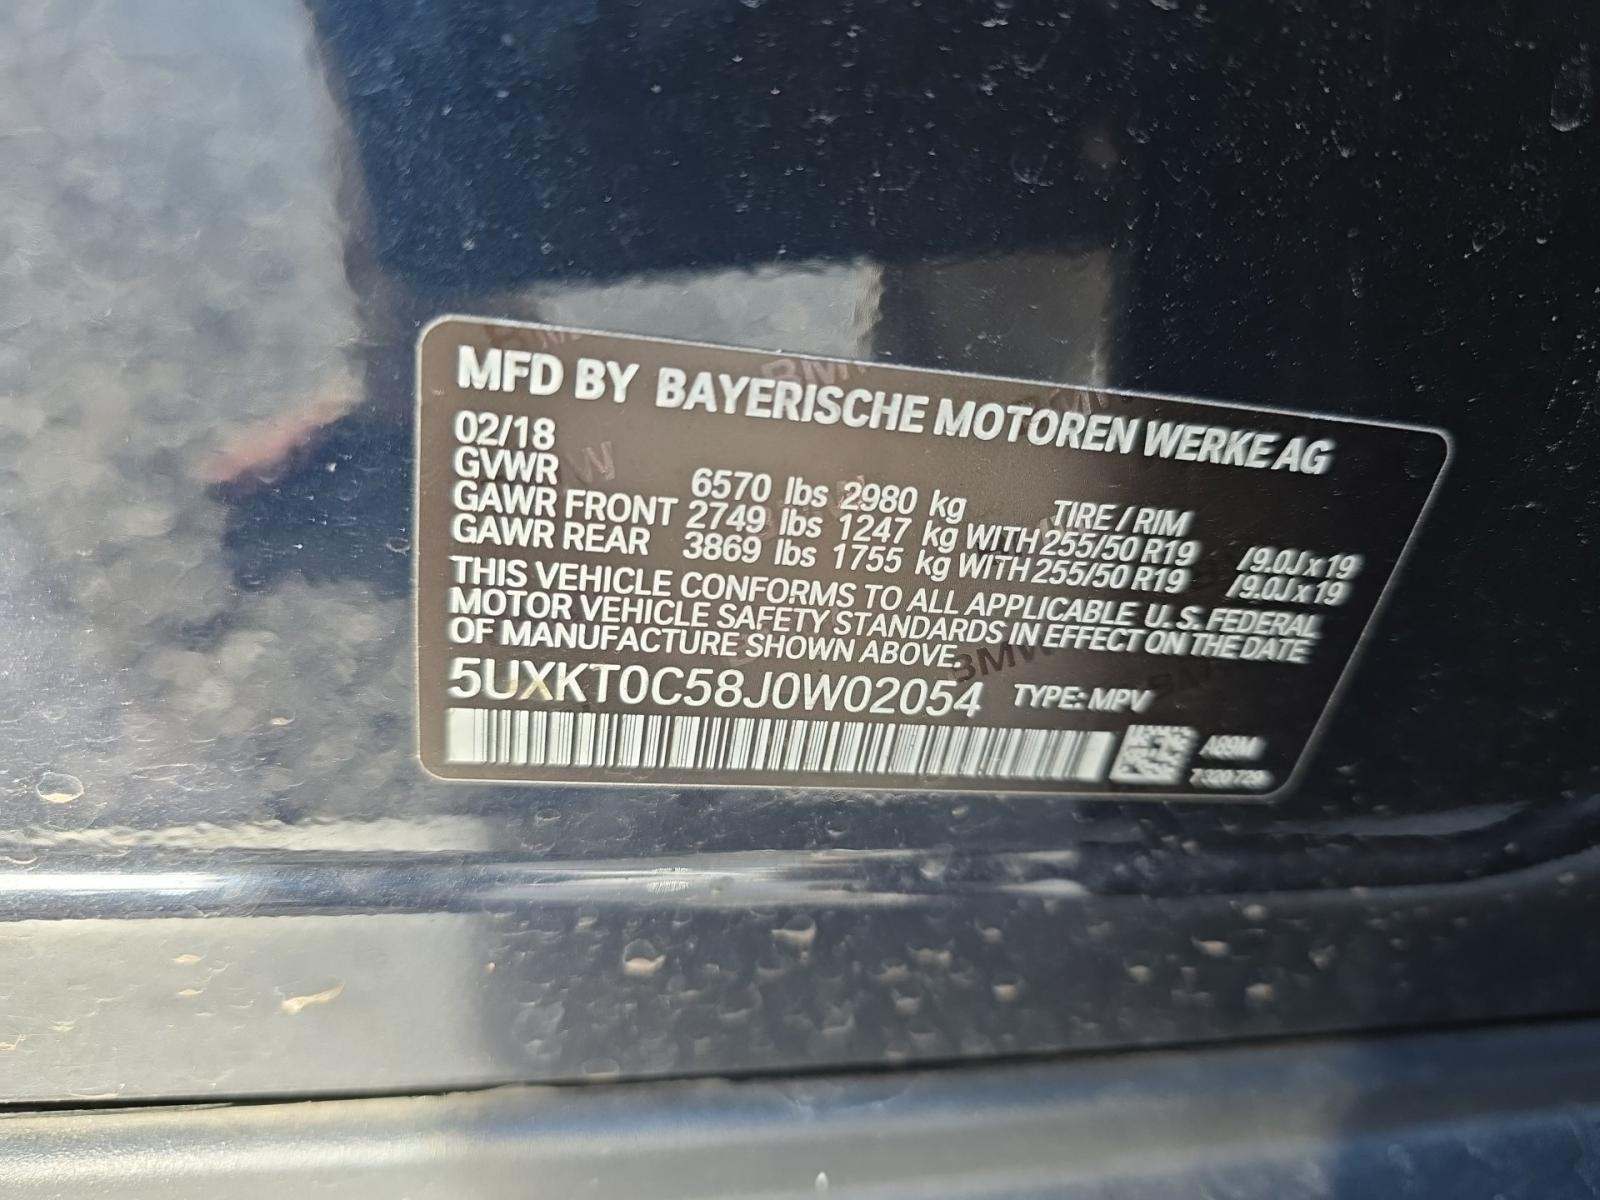 MFD BY BAYERISCHE MOTOREN WERKE AG
02/18
GVWR 6570 lbs 2980 kg TIRE / RIM
GAWR FRONT 2749 lbs 1247 kg WITH 255/50 R19 /9.0J x 19
GAWR REAR 3869 lbs 1755 kg WITH 255/50 R19 /9.0J x 19
THIS VEHICLE CONFORMS TO ALL APPLICABLE U.S. FEDERAL
MOTOR VEHICLE SAFETY STANDARDS IN EFFECT ON THE DATE
OF MANUFACTURE SHOWN ABOVE.
5UXKT0C58J0W02054 TYPE: MPV